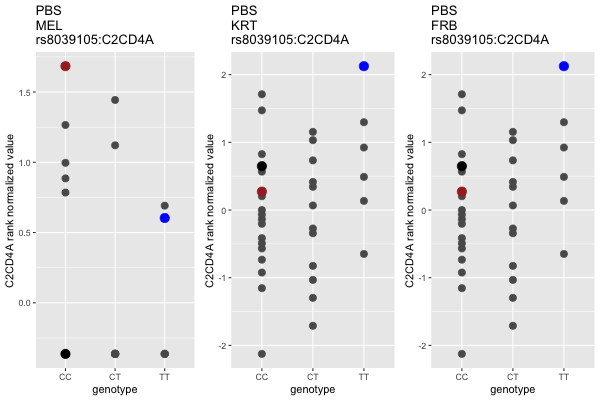 PBS
MEL
rs8039105:C2CD4A
C2CD4A rank normalized value
1.5
1.0
0.5
0.0
CC CT TT
genotype
PBS
KRT
rs8039105:C2CD4A
C2CD4A rank normalized value
2
1
0
-1
-2
CC CT TT
genotype
PBS
FRB
rs8039105:C2CD4A
C2CD4A rank normalized value
2
1
0
-1
-2
CC CT TT
genotype